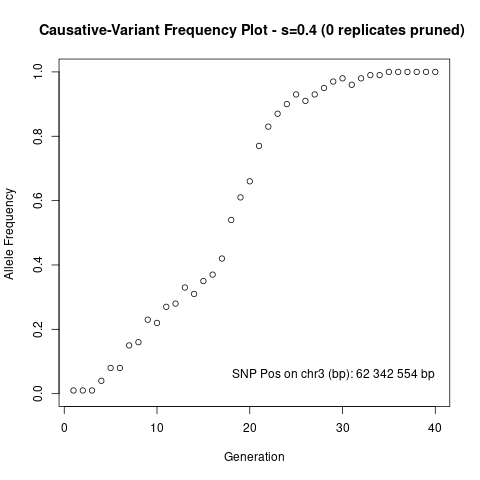 Causative-Variant Frequency Plot - s=0.4 (0 replicates pruned)
Allele Frequency
1.0
0.8
0.6
0.4
0.2
0.0
SNP Pos on chr3 (bp): 62 342 554 bp
0 10 20 30 40
Generation